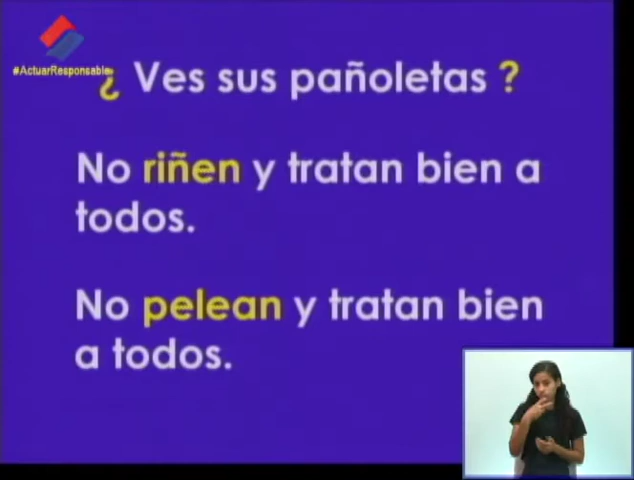 #ActuarResponsable
¿ Ves sus pañoletas ?
No riñen y tratan bien a
todos.
No pelean y tratan bien
a todos.